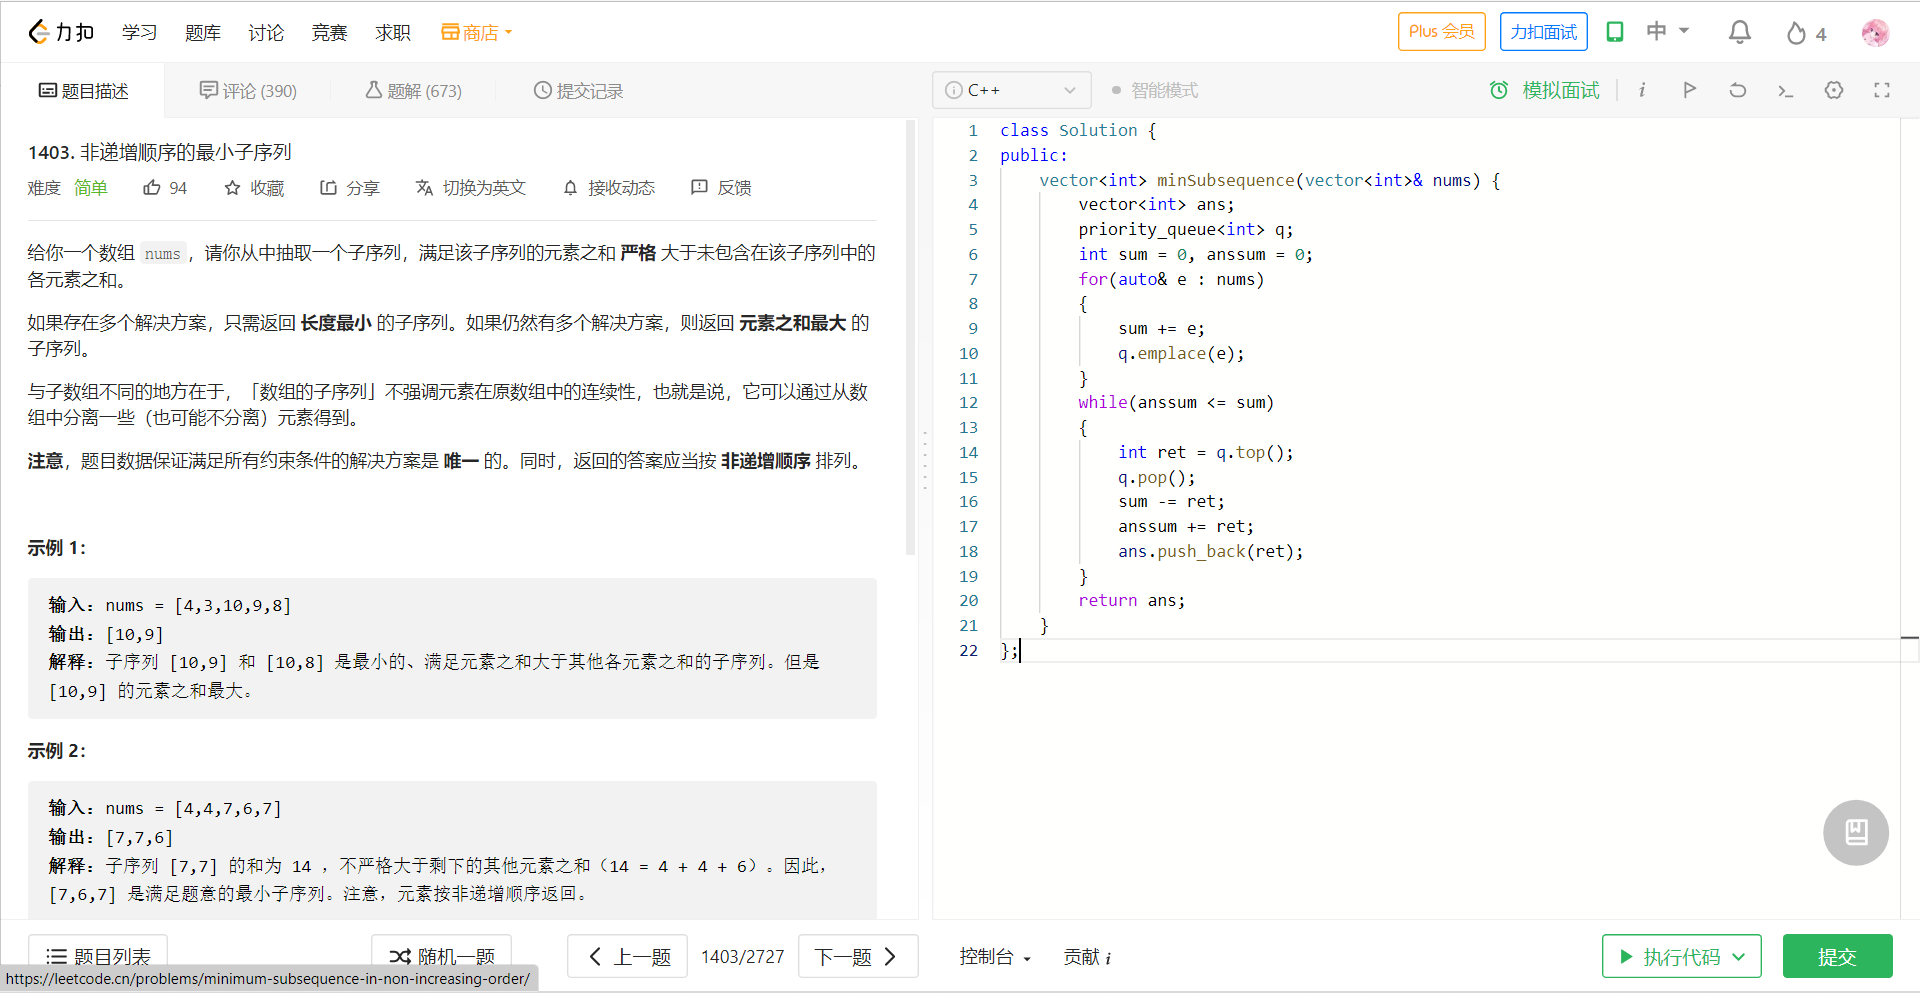 力扣 学习 题库 讨论 竞赛 求职 商店 Plus 会员 力扣面试 中 4
题目描述 评论 (390) 题解 (673) 提交记录 C++ 智能模式 模拟面试
1403. 非递增顺序的最小子序列
难度 简单 94 收藏 分享 切换为英文 接收动态 反馈
给你一个数组 nums，请你从中抽取一个子序列，满足该子序列的元素之和 严格 大于未包含在该子序列中的
各元素之和。
如果存在多个解决方案，只需返回 长度最小 的子序列。如果仍然有多个解决方案，则返回 元素之和最大 的
子序列。
与子数组不同的地方在于，「数组的子序列」不强调元素在原数组中的连续性，也就是说，它可以通过从数
组中分离一些（也可能不分离）元素得到。
注意，题目数据保证满足所有约束条件的解决方案是 唯一 的。同时，返回的答案应当按 非递增顺序 排列。
示例 1：
输入：nums = [4,3,10,9,8]
输出：[10,9]
解释：子序列 [10,9] 和 [10,8] 是最小的、满足元素之和大于其他各元素之和的子序列。但是
[10,9] 的元素之和最大。
示例 2：
输入：nums = [4,4,7,6,7]
输出：[7,7,6]
解释：子序列 [7,7] 的和为 14 ，不严格大于剩下的其他元素之和（14 = 4 + 4 + 6）。因此，
[7,6,7] 是满足题意的最小子序列。注意，元素按非递增顺序返回。
1 class Solution {
2 public:
3     vector<int> minSubsequence(vector<int>& nums) {
4         vector<int> ans;
5         priority_queue<int> q;
6         int sum = 0, anssum = 0;
7         for(auto& e : nums)
8         {
9             sum += e;
10             q.emplace(e);
11         }
12         while(anssum <= sum)
13         {
14             int ret = q.top();
15             q.pop();
16             sum -= ret;
17             anssum += ret;
18             ans.push_back(ret);
19         }
20         return ans;
21     }
22 };
题目列表 随机一题 上一题 1403/2727 下一题 控制台 贡献 i 执行代码 提交
https://leetcode.cn/problems/minimum-subsequence-in-non-increasing-order/